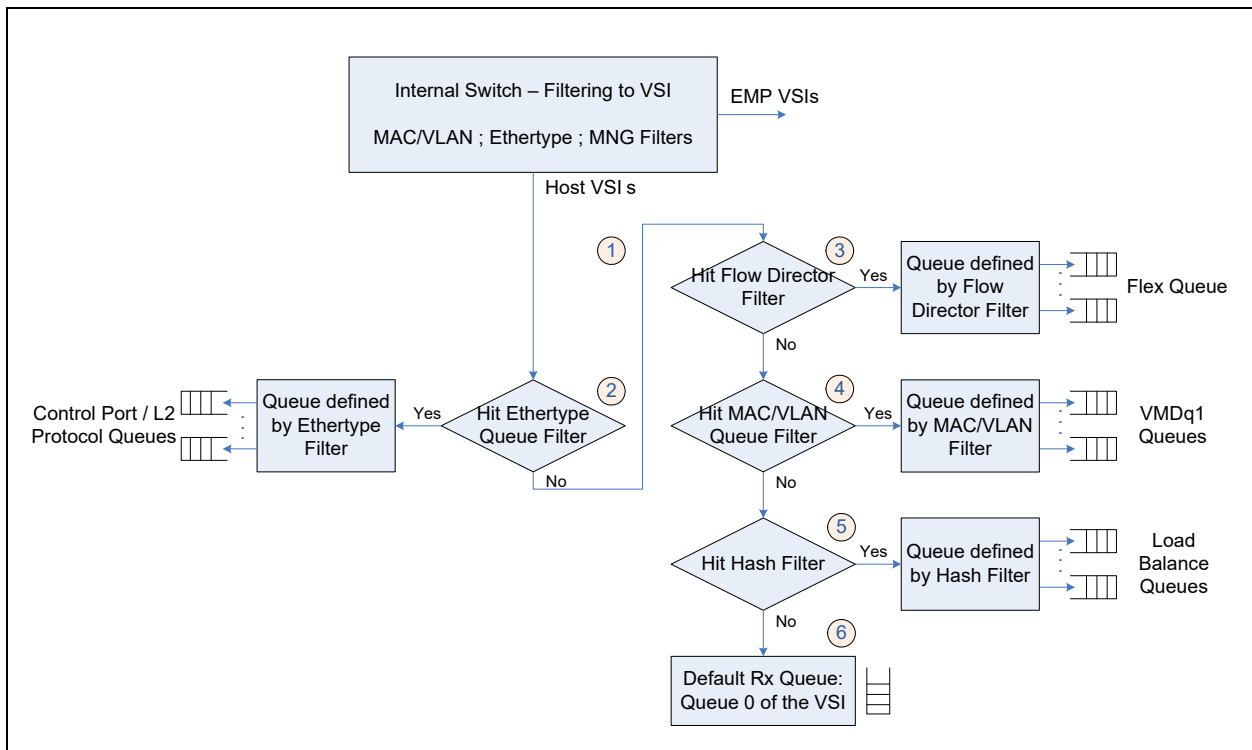 Internal Switch – Filtering to VSI
MAC/VLAN ; Ethertype ; MNG Filters
EMP VSIs
Host VSI s
1
Hit Flow Director
Filter
3
Yes
Queue defined
by Flow
Director Filter
Flex Queue
No
Control Port / L2
Protocol Queues
Queue defined
by Ethertype
Filter
Yes
Hit Ethertype
Queue Filter
2
No
Hit MAC/VLAN
Queue Filter
4
Yes
Queue defined
by MAC/VLAN
Filter
VMDq1
Queues
No
Hit Hash Filter
5
Yes
Queue defined
by Hash Filter
Load
Balance
Queues
No
6
Default Rx Queue:
Queue 0 of the VSI